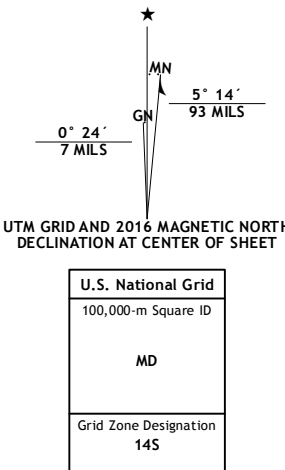 ★
MN
GN
5° 14´
93 MILS
0° 24´
7 MILS
UTM GRID AND 2016 MAGNETIC NORTH
DECLINATION AT CENTER OF SHEET
U.S. National Grid
100,000-m Square ID
MD
Grid Zone Designation
14S